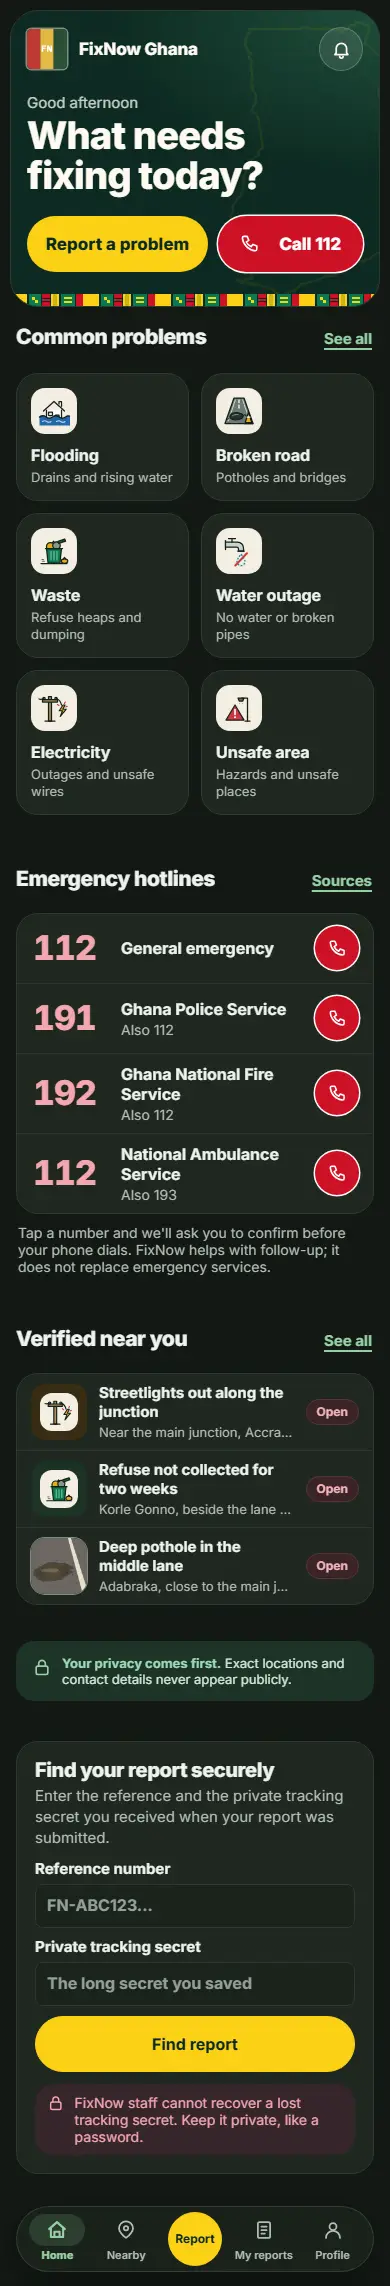 FN
FixNow Ghana
Good afternoon
What needs
fixing today?
Report a problem
Call 112
Common problems
See all
Flooding
Drains and rising water
Broken road
Potholes and bridges
Waste
Refuse heaps and
dumping
Water outage
No water or broken
pipes
Electricity
Outages and unsafe
wires
Unsafe area
Hazards and unsafe
places
Emergency hotlines
Sources
112
General emergency
191
Ghana Police Service
Also 112
192
Ghana National Fire
Service
Also 112
112
National Ambulance
Service
Also 193
Tap a number and we'll ask you to confirm before
your phone dials. FixNow helps with follow-up; it
does not replace emergency services.
Verified near you
See all
Streetlights out along the
junction
Near the main junction, Accra...
Open
Refuse not collected for
two weeks
Korle Gonno, beside the lane ...
Open
Deep pothole in the
middle lane
Adabraka, close to the main j...
Open
Your privacy comes first. Exact locations and
contact details never appear publicly.
Find your report securely
Enter the reference and the private tracking
secret you received when your report was
submitted.
Reference number
FN-ABC123...
Private tracking secret
The long secret you saved
Find report
FixNow staff cannot recover a lost
tracking secret. Keep it private, like a
password.
Home
Nearby
Report
My reports
Profile